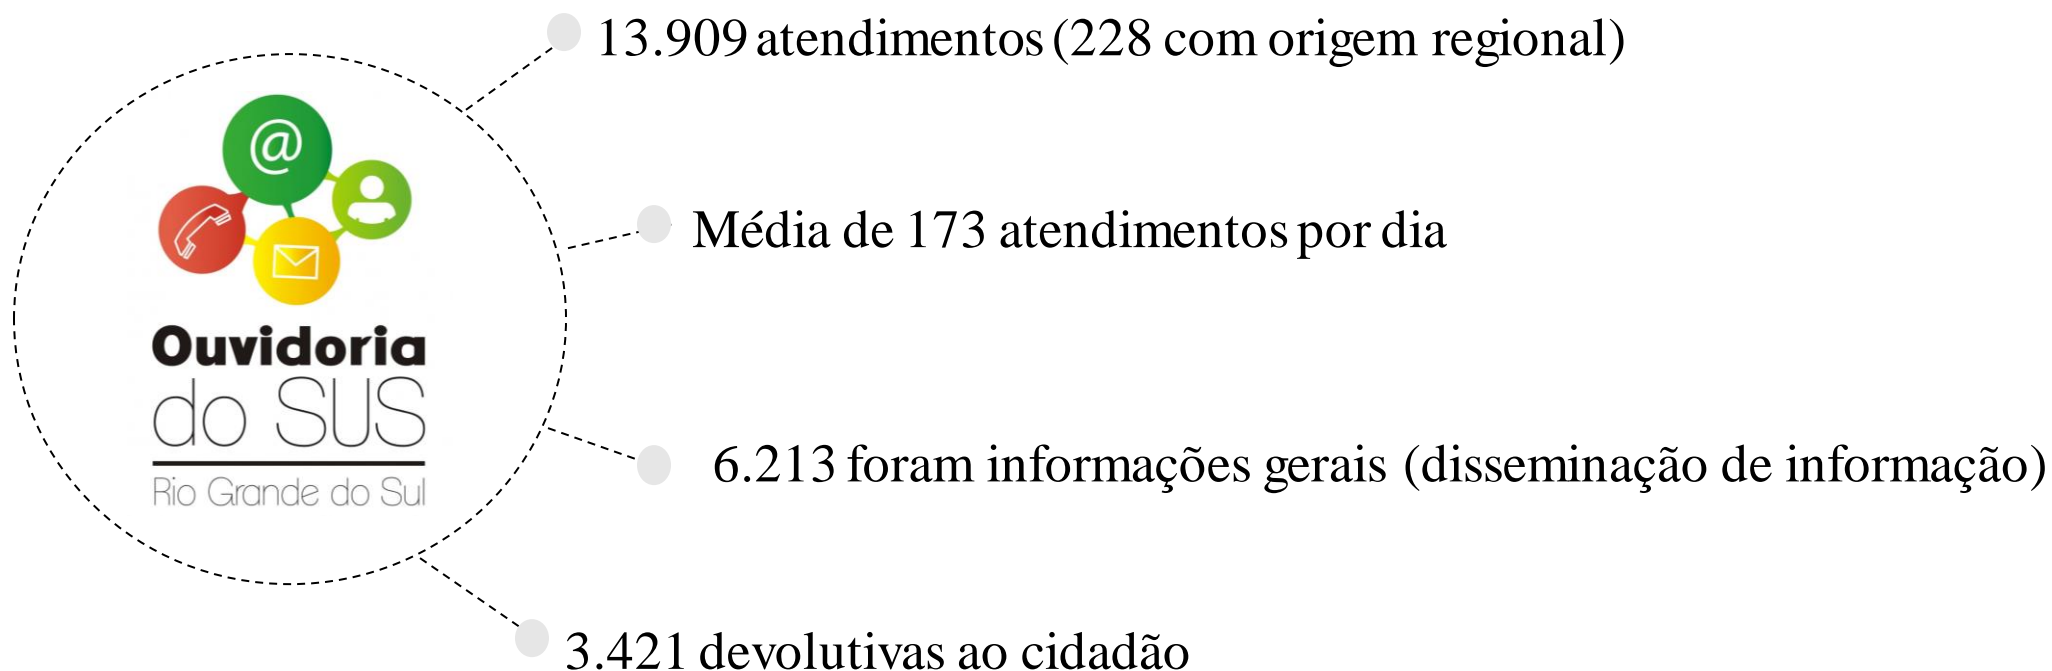 13.909 atendimentos (228 com origem regional)
@
Média de 173 atendimentos por dia
Ouvidoria
do SUS
Rio Grande do Sul
6.213 foram informações gerais (disseminação de informação)
3.421 devolutivas ao cidadão